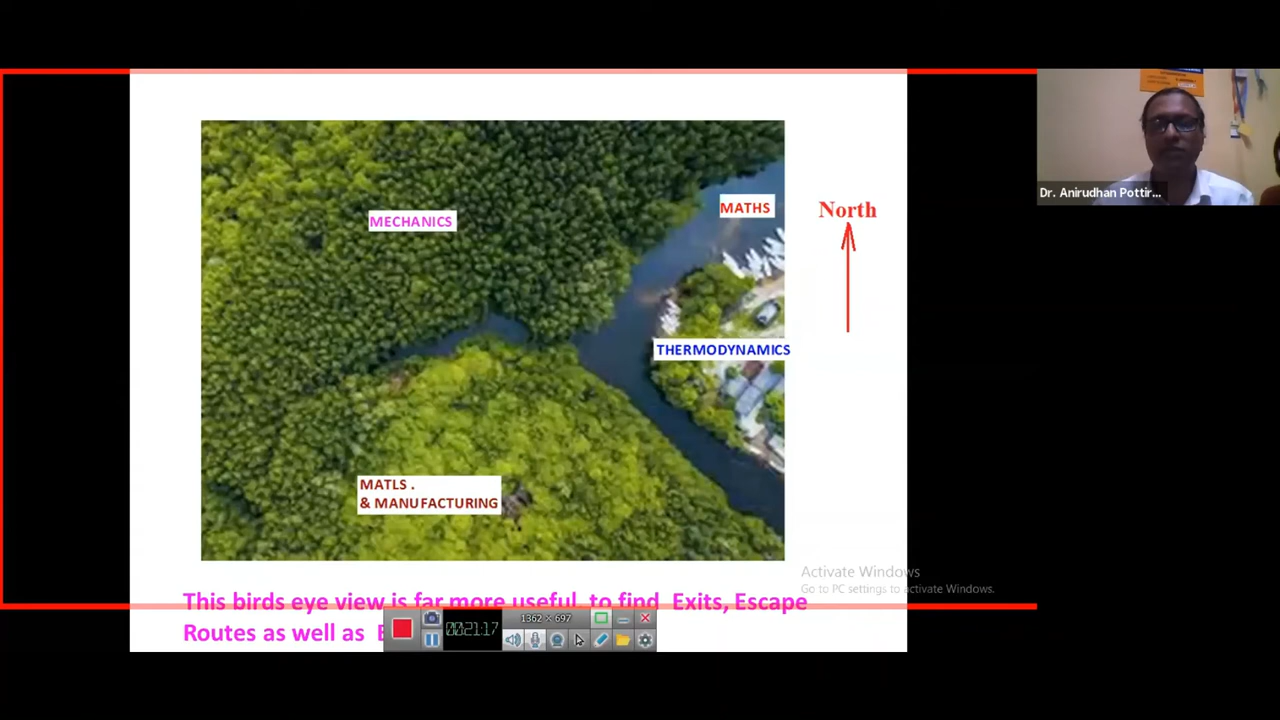 MATHS
North
MECHANICS
THERMODYNAMICS
MATLS .
& MANUFACTURING
Dr. Anirudhan Pottir...
Activate Windows
Go to PC settings to activate Windows.
This birds eye view is far more useful to find Exits, Escape
Routes as well as
1362 × 697
00:21:17